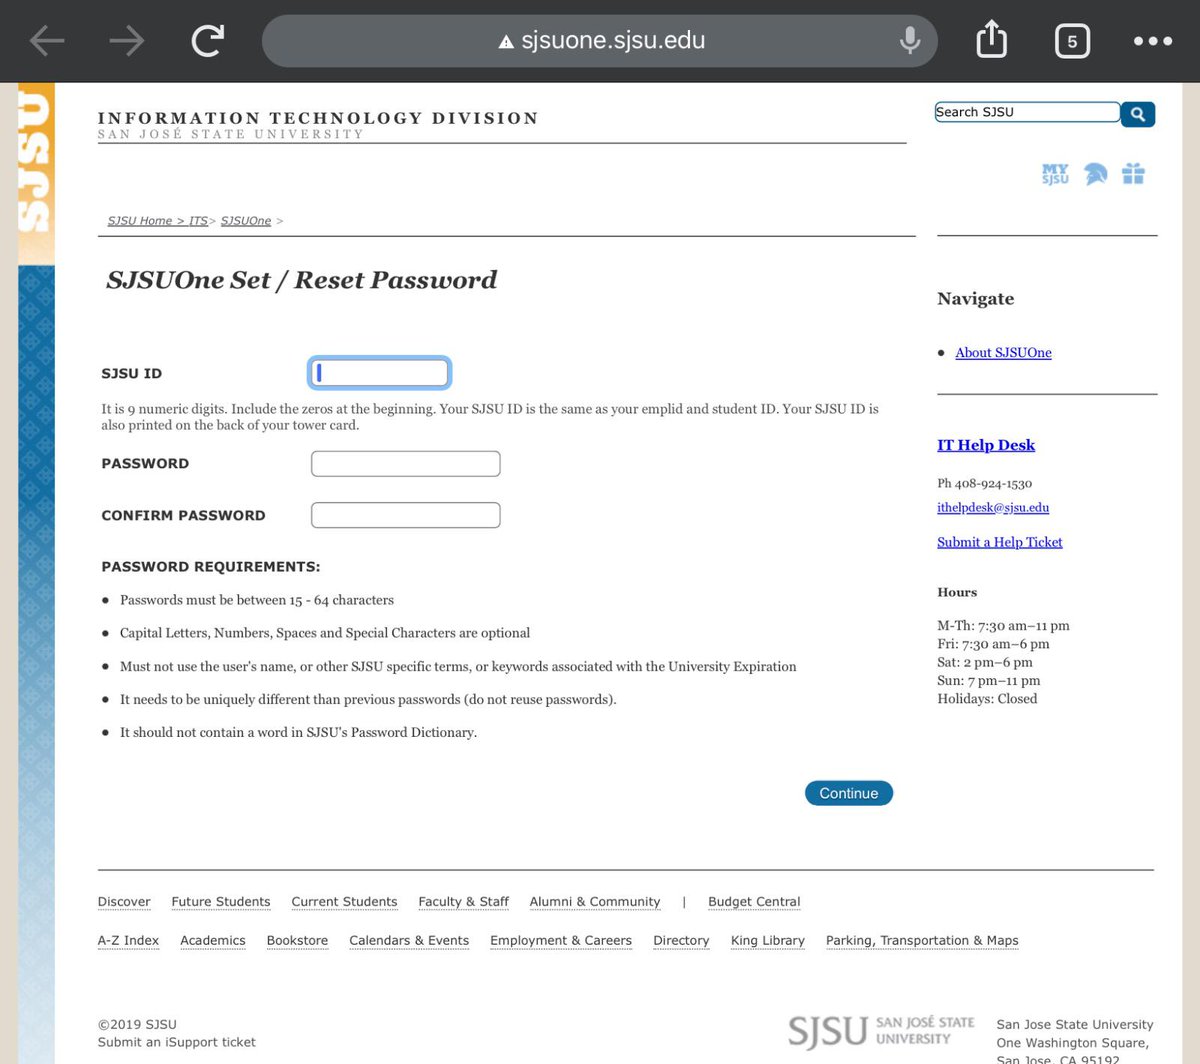 sjsuone.sjsu.edu
5
SJSU
INFORMATION TECHNOLOGY DIVISION
SAN JOSÉ STATE UNIVERSITY
Search SJSU
MY
SJSU
SJSU Home > ITS > SJSUOne >
SJSUOne Set / Reset Password
SJSU ID
It is 9 numeric digits. Include the zeros at the beginning. Your SJSU ID is the same as your emplid and student ID. Your SJSU ID is
also printed on the back of your tower card.
PASSWORD
CONFIRM PASSWORD
PASSWORD REQUIREMENTS:
Passwords must be between 15 - 64 characters
Capital Letters, Numbers, Spaces and Special Characters are optional
Must not use the user's name, or other SJSU specific terms, or keywords associated with the University Expiration
It needs to be uniquely different than previous passwords (do not reuse passwords).
It should not contain a word in SJSU's Password Dictionary.
Continue
Navigate
About SJSUOne
IT Help Desk
Ph 408-924-1530
ithelpdesk@sjsu.edu
Submit a Help Ticket
Hours
M-Th: 7:30 am–11 pm
Fri: 7:30 am–6 pm
Sat: 2 pm–6 pm
Sun: 7 pm–11 pm
Holidays: Closed
Discover Future Students Current Students Faculty & Staff Alumni & Community | Budget Central
A-Z Index Academics Bookstore Calendars & Events Employment & Careers Directory King Library Parking, Transportation & Maps
©2019 SJSU
Submit an iSupport ticket
SJSU SAN JOSÉ STATE
UNIVERSITY
San Jose State University
One Washington Square,
San Jose, CA 95192